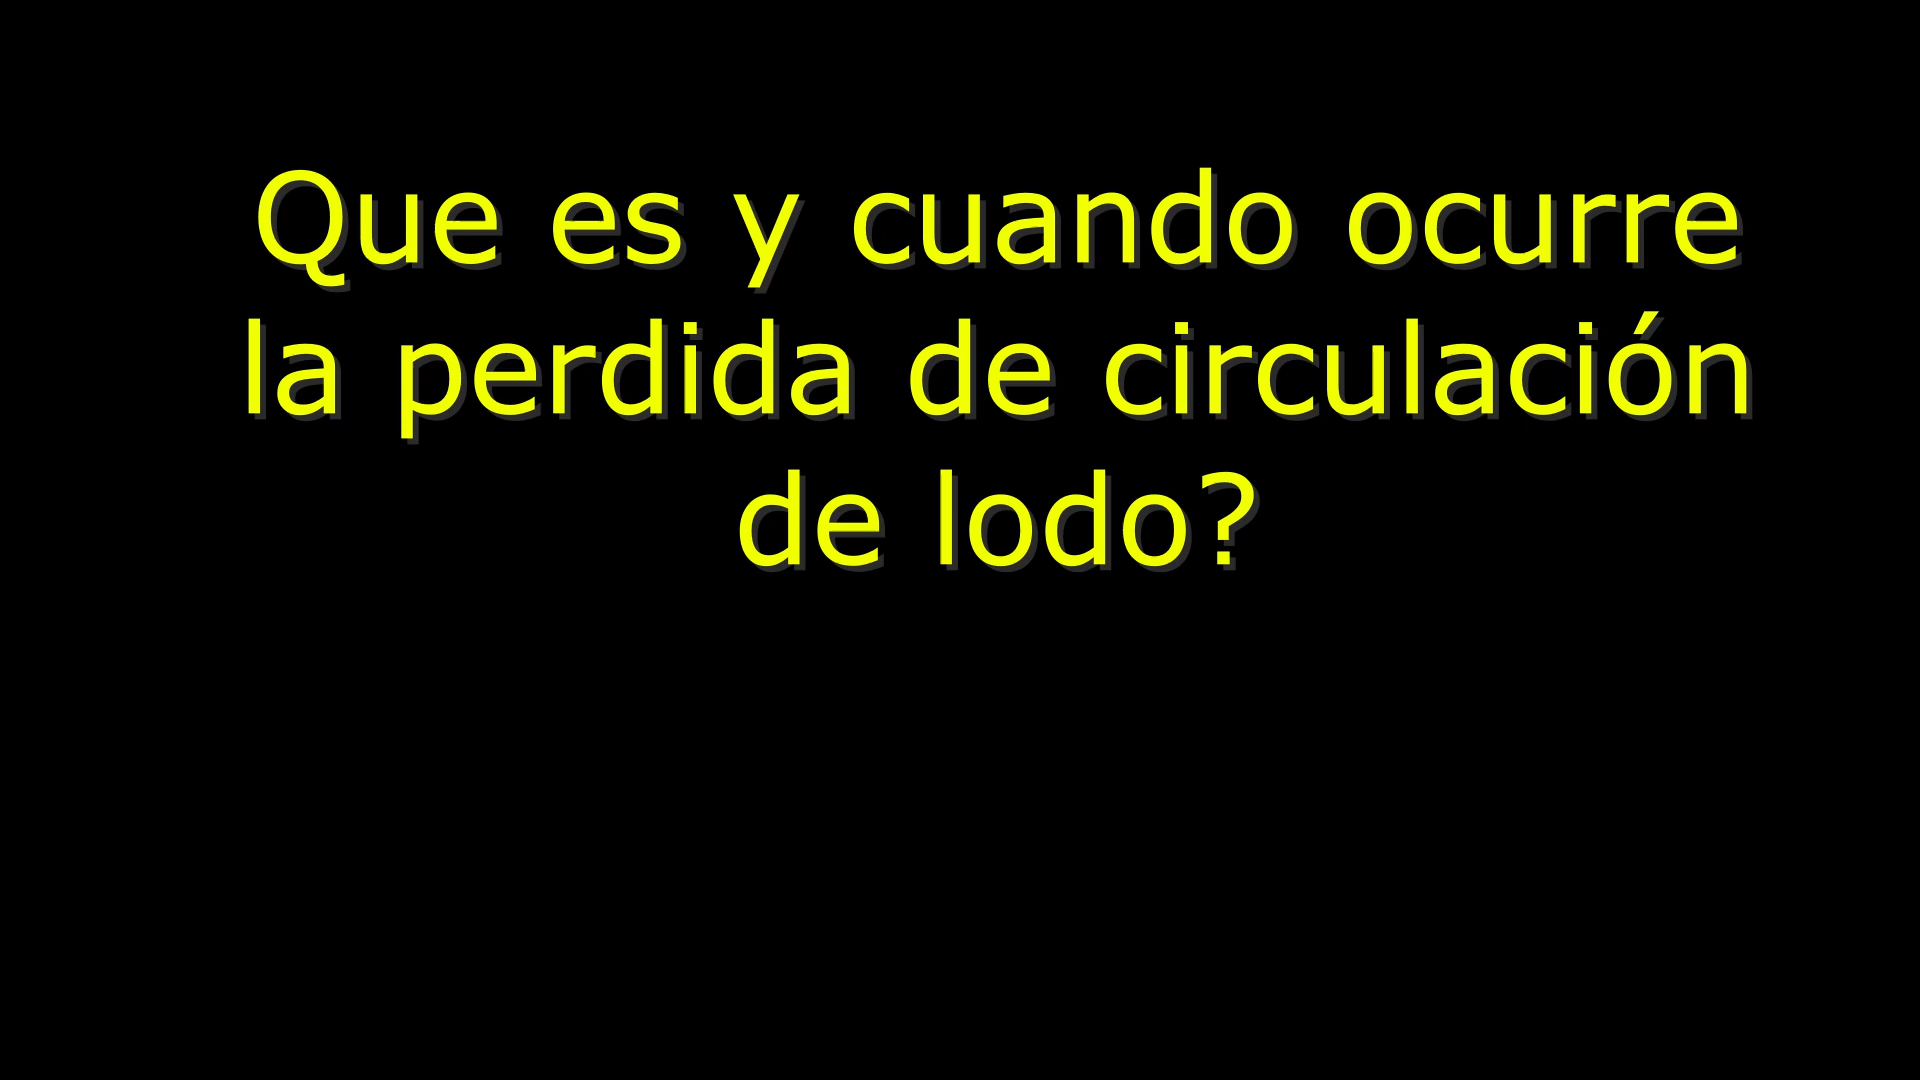 Que es y cuando ocurre
la perdida de circulación
de lodo?